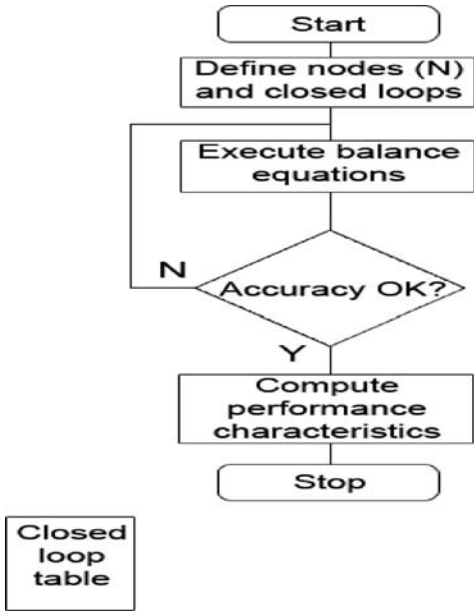 Start
Define nodes (N)
and closed loops
Execute balance
equations
N
Accuracy OK?
Y
Compute
performance
characteristics
Stop
Closed
loop
table